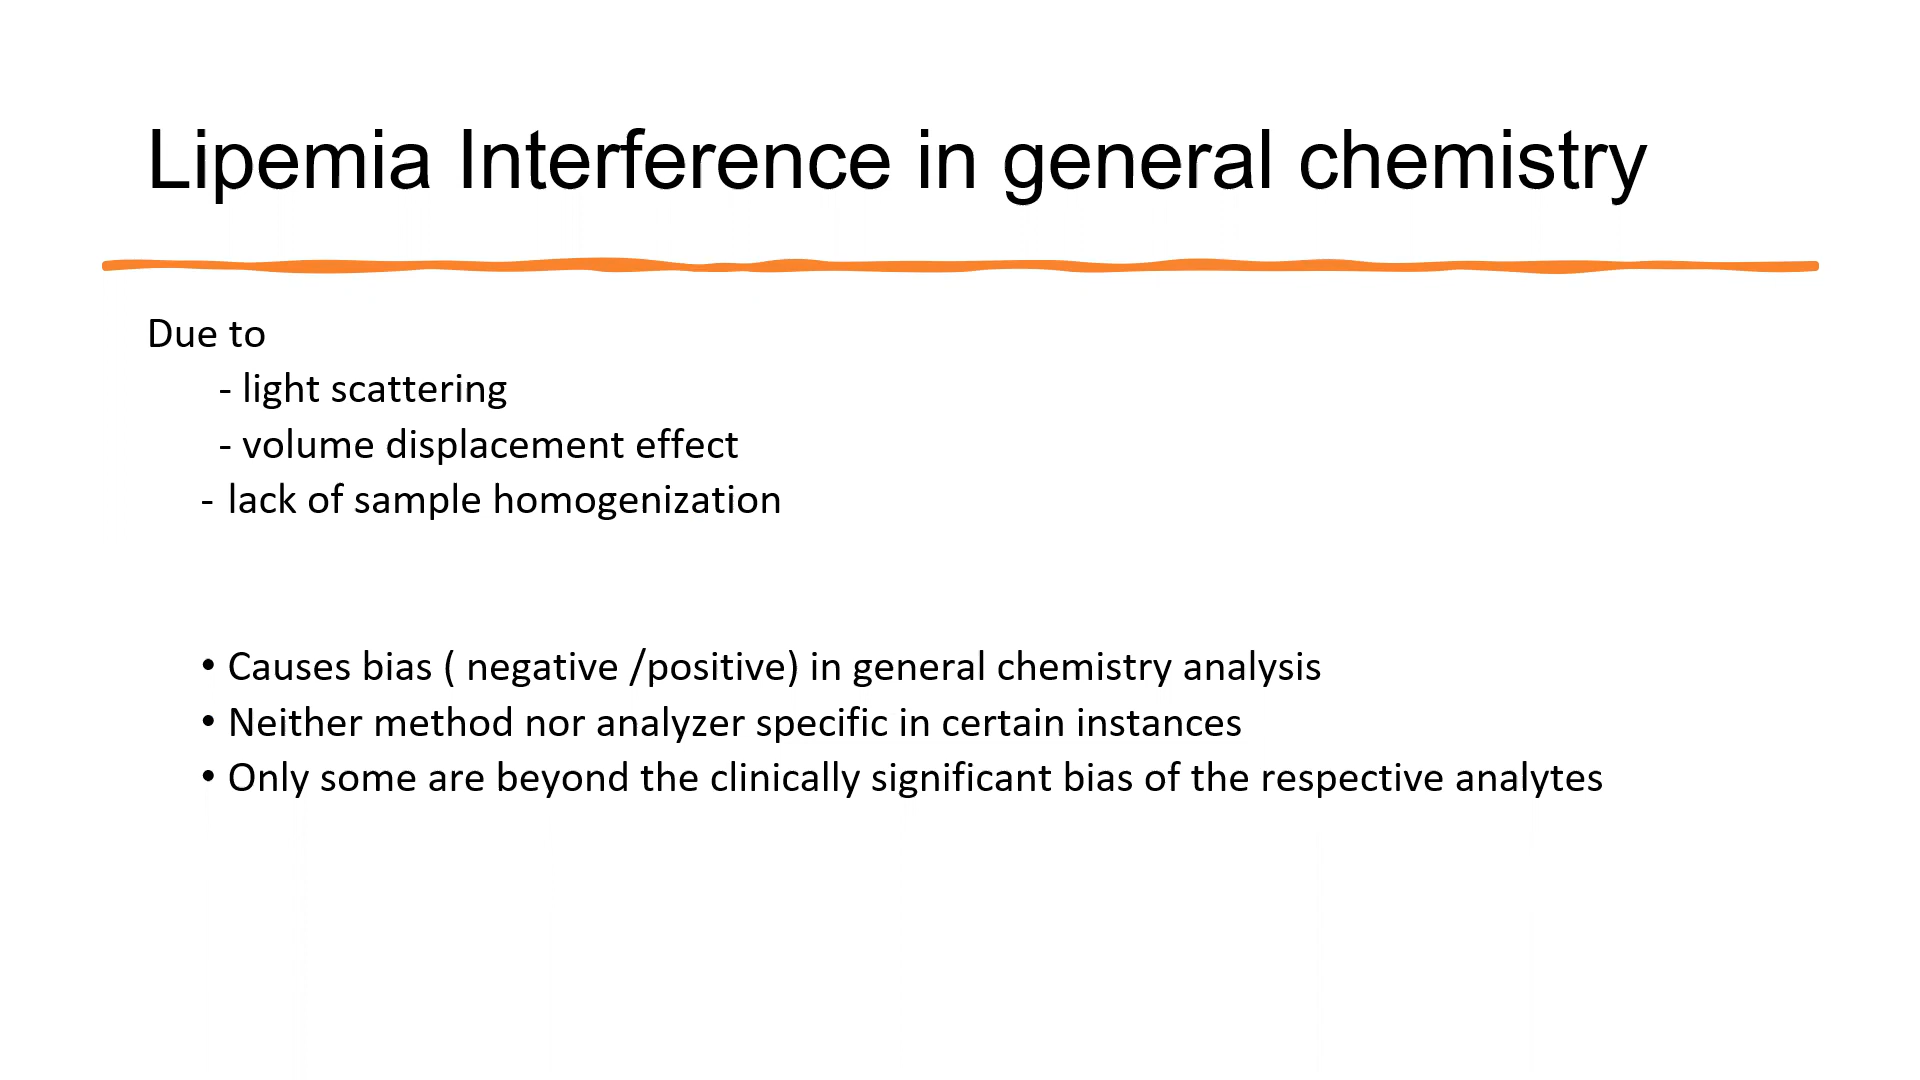 Lipemia Interference in general chemistry
Due to
- light scattering
- volume displacement effect
- lack of sample homogenization
• Causes bias ( negative /positive) in general chemistry analysis
• Neither method nor analyzer specific in certain instances
• Only some are beyond the clinically significant bias of the respective analytes